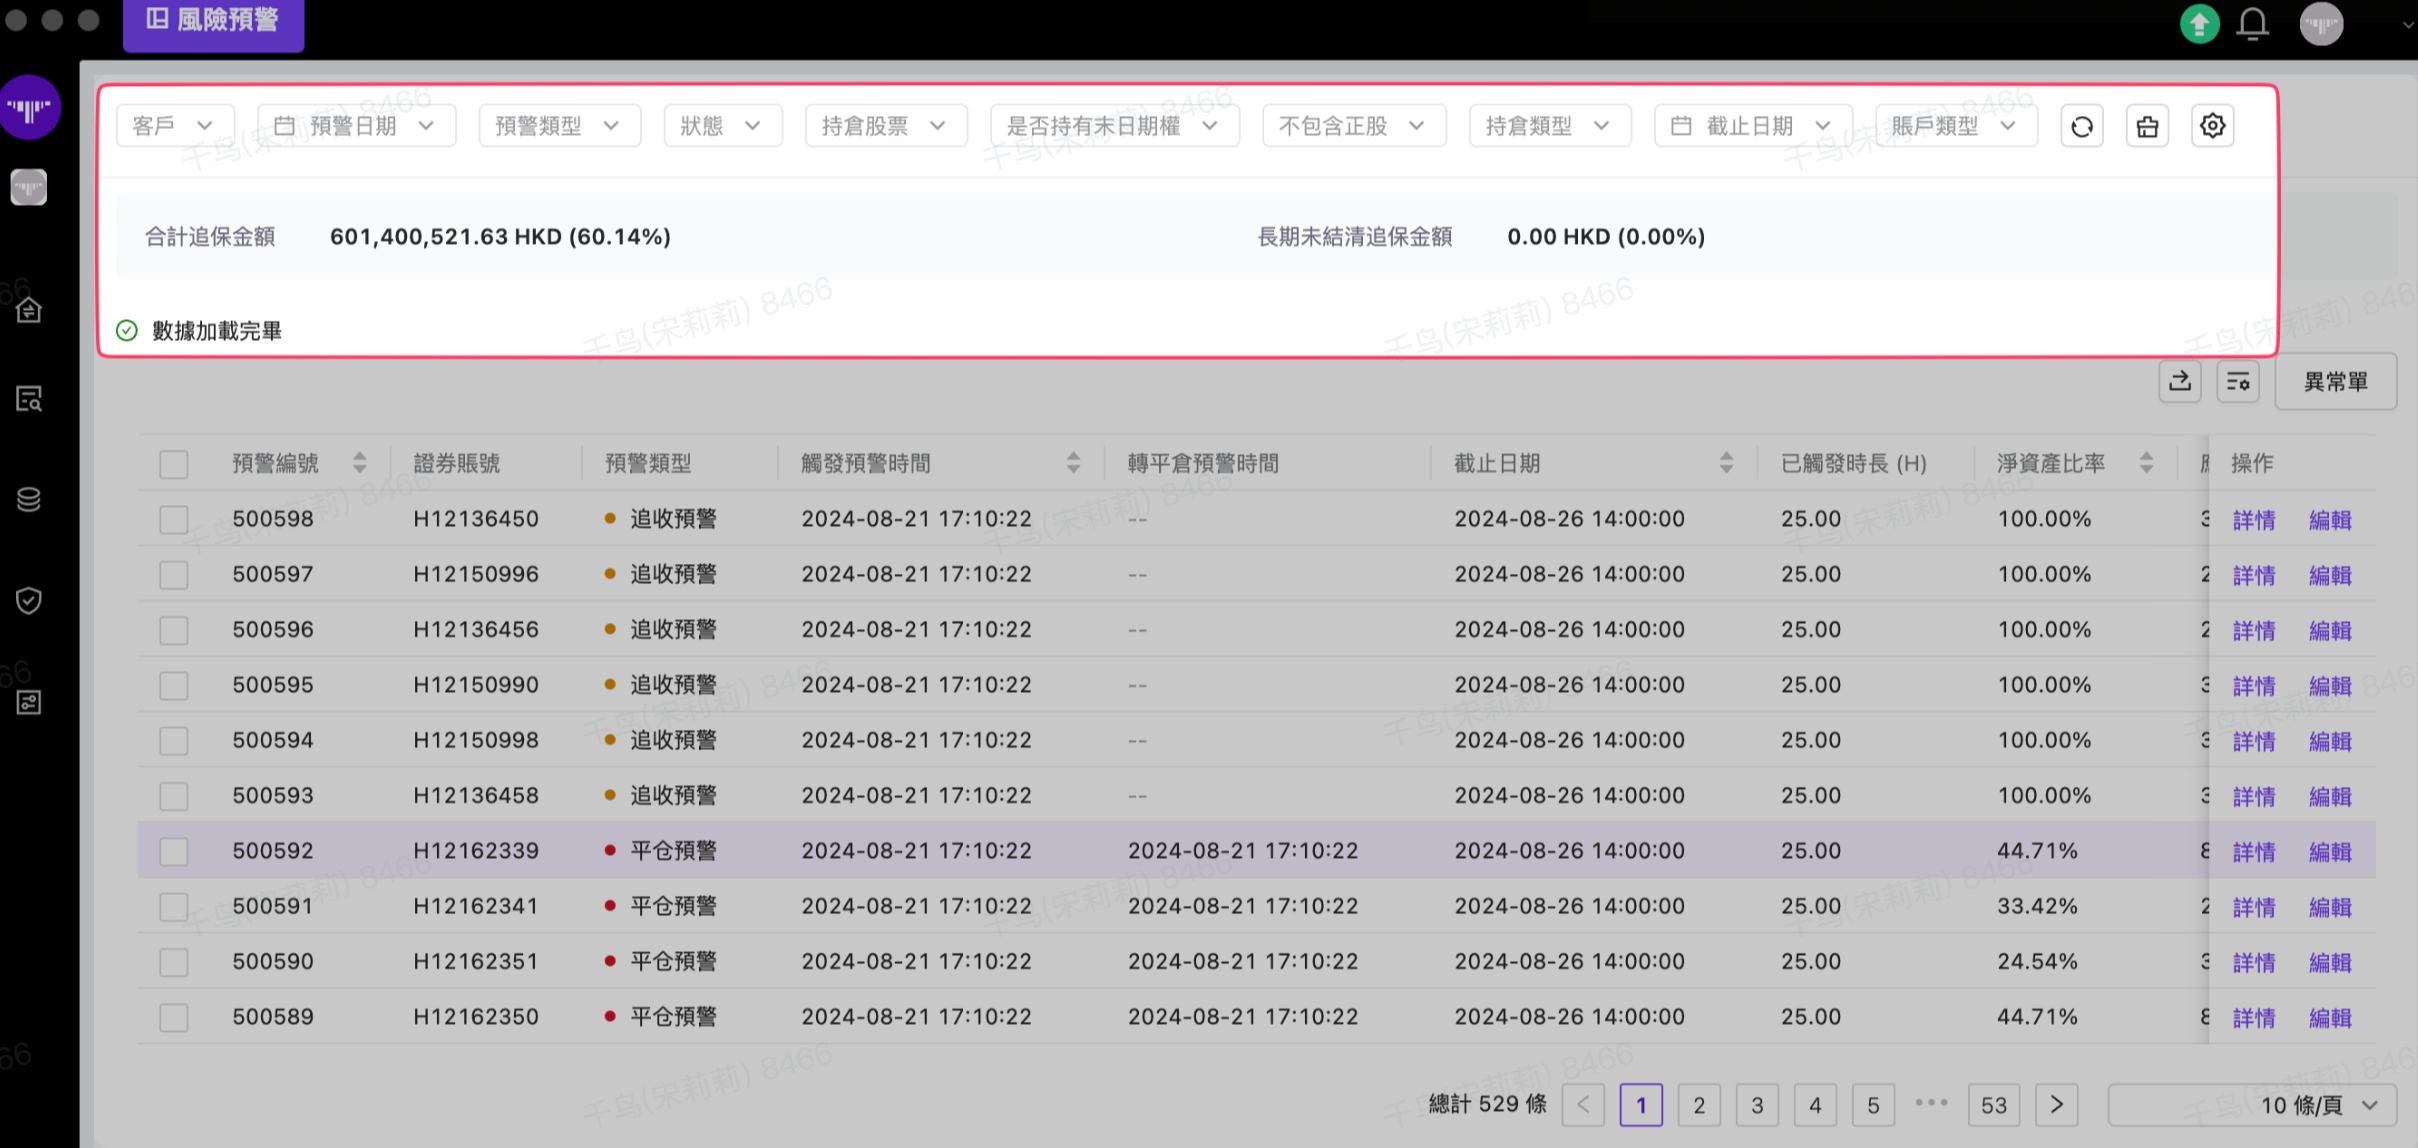 風險預警
客戶 預警日期 預警類型 狀態 持倉股票 是否持有末日期權 不包含正股 持倉類型 截止日期 賬戶類型
合計追保金額 601,400,521.63 HKD (60.14%) 長期未結清追保金額 0.00 HKD (0.00%)
數據加載完畢
異常單
預警編號 證券賬號 預警類型 觸發預警時間 轉平倉預警時間 截止日期 已觸發時長 (H) 淨資產比率 操作
500598 H12136450 追收預警 2024-08-21 17:10:22 -- 2024-08-26 14:00:00 25.00 100.00% 3 詳情 編輯
500597 H12150996 追收預警 2024-08-21 17:10:22 -- 2024-08-26 14:00:00 25.00 100.00% 2 詳情 編輯
500596 H12136456 追收預警 2024-08-21 17:10:22 -- 2024-08-26 14:00:00 25.00 100.00% 2 詳情 編輯
500595 H12150990 追收預警 2024-08-21 17:10:22 -- 2024-08-26 14:00:00 25.00 100.00% 3 詳情 編輯
500594 H12150998 追收預警 2024-08-21 17:10:22 -- 2024-08-26 14:00:00 25.00 100.00% 3 詳情 編輯
500593 H12136458 追收預警 2024-08-21 17:10:22 -- 2024-08-26 14:00:00 25.00 100.00% 3 詳情 編輯
500592 H12162339 平仓預警 2024-08-21 17:10:22 2024-08-21 17:10:22 2024-08-26 14:00:00 25.00 44.71% 8 詳情 編輯
500591 H12162341 平仓預警 2024-08-21 17:10:22 2024-08-21 17:10:22 2024-08-26 14:00:00 25.00 33.42% 2 詳情 編輯
500590 H12162351 平仓預警 2024-08-21 17:10:22 2024-08-21 17:10:22 2024-08-26 14:00:00 25.00 24.54% 3 詳情 編輯
500589 H12162350 平仓預警 2024-08-21 17:10:22 2024-08-21 17:10:22 2024-08-26 14:00:00 25.00 44.71% 8 詳情 編輯
總計 529 條 1 2 3 4 5 ••• 53 10 條/頁
千鸟(宋莉莉) 8466